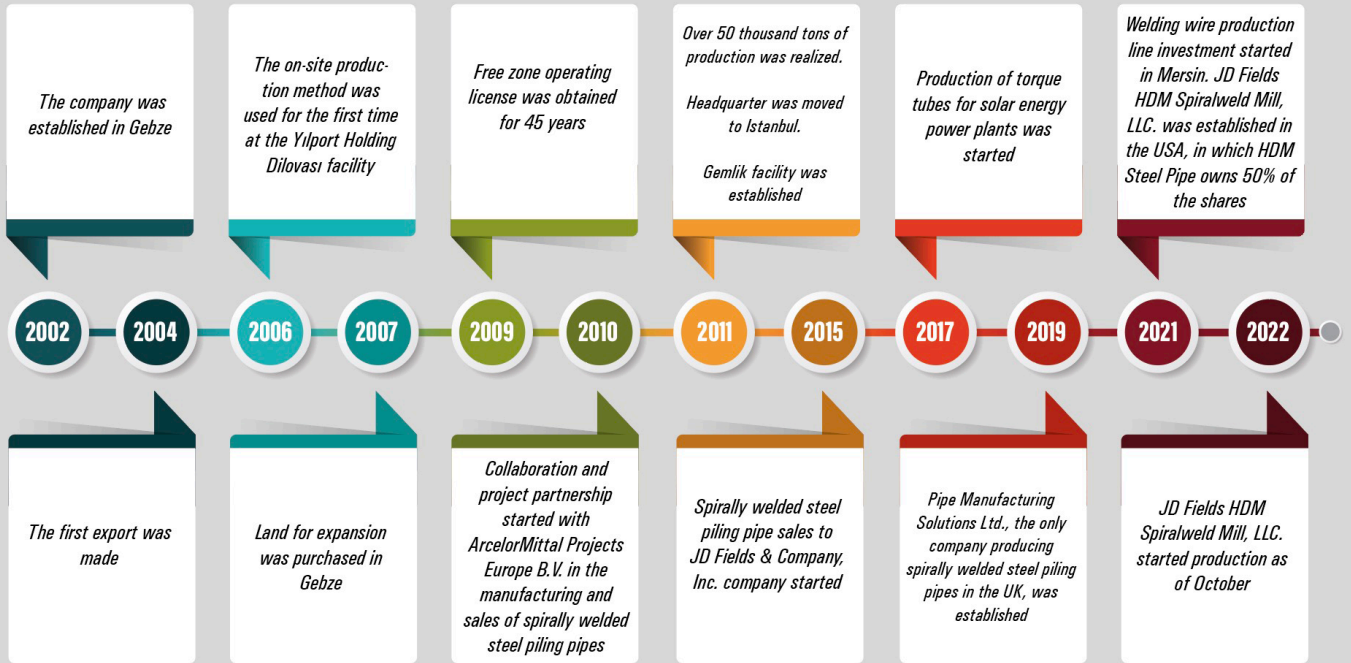 The company was
established in Gebze
The on-site produc-
tion method was
used for the first time
at the Yılport Holding
Dilovası facility
Free zone operating
license was obtained
for 45 years
Over 50 thousand tons of
production was realized.
Headquarter was moved
to Istanbul.
Gemlik facility was
established
Production of torque
tubes for solar energy
power plants was
started
Welding wire production
line investment started
in Mersin. JD Fields
HDM Spiralweld Mill,
LLC. was established in
the USA, in which HDM
Steel Pipe owns 50% of
the shares
2002
2004
2006
2007
2009
2010
2011
2015
2017
2019
2021
2022
The first export was
made
Land for expansion
was purchased in
Gebze
Collaboration and
project partnership
started with
ArcelorMittal Projects
Europe B.V. in the
manufacturing and
sales of spirally welded
steel piling pipes
Spirally welded steel
piling pipe sales to
JD Fields & Company,
Inc. company started
Pipe Manufacturing
Solutions Ltd., the only
company producing
spirally welded steel piling
pipes in the UK, was
established
JD Fields HDM
Spiralweld Mill, LLC.
started production as
of October